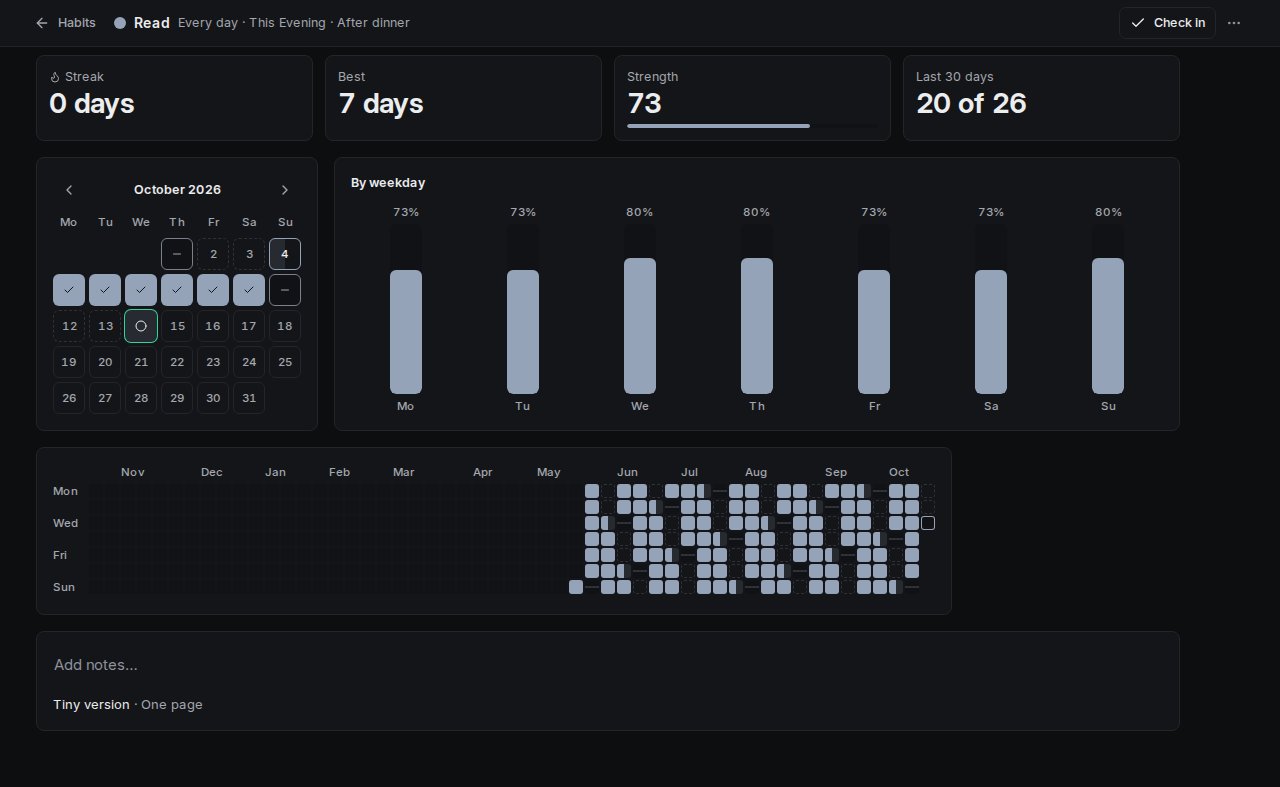 Habits Read Every day · This Evening · After dinner Check in
Streak
0 days
Best
7 days
Strength
73
Last 30 days
20 of 26
October 2026
Mo Tu We Th Fr Sa Su
2 3 4
12 13 15 16 17 18
19 20 21 22 23 24 25
26 27 28 29 30 31
By weekday
73% 73% 80% 80% 73% 73% 80%
Mo Tu We Th Fr Sa Su
Nov Dec Jan Feb Mar Apr May Jun Jul Aug Sep Oct
Mon
Wed
Fri
Sun
Add notes...
Tiny version · One page